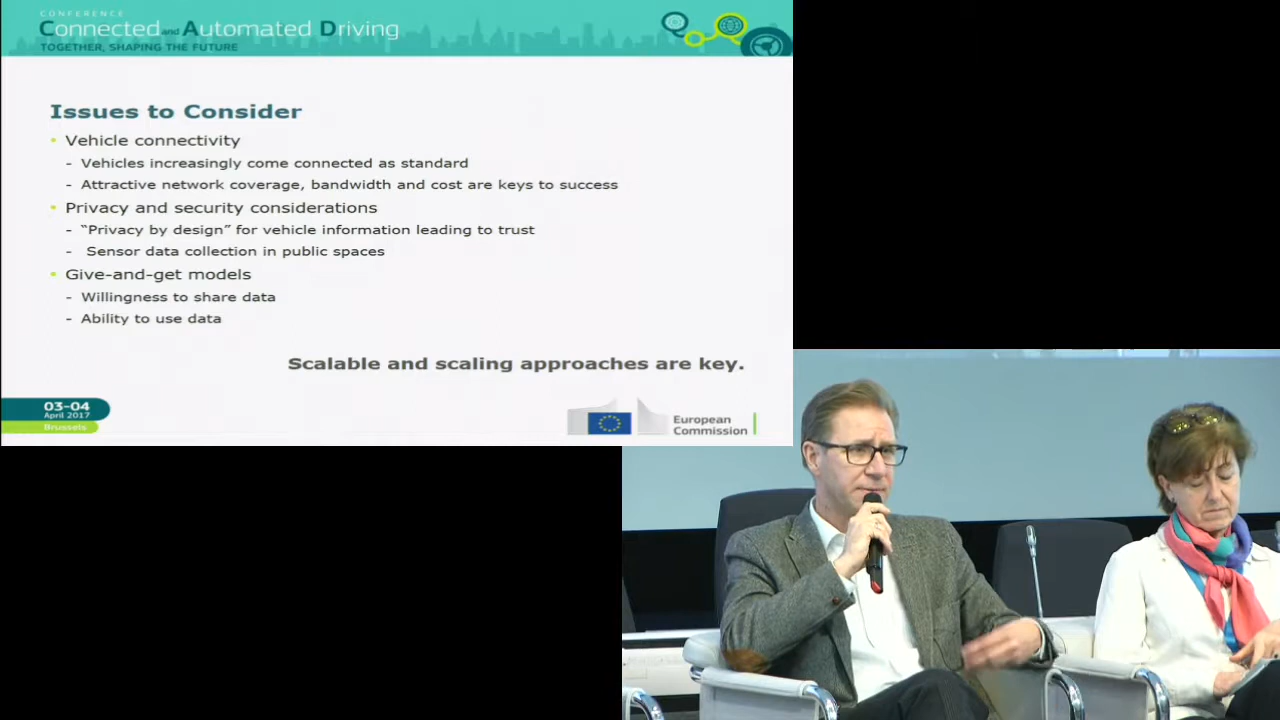 CONFERENCE
Connected and Automated Driving
TOGETHER, SHAPING THE FUTURE
Issues to Consider
• Vehicle connectivity
- Vehicles increasingly come connected as standard
- Attractive network coverage, bandwidth and cost are keys to success
• Privacy and security considerations
- “Privacy by design” for vehicle information leading to trust
- Sensor data collection in public spaces
• Give-and-get models
- Willingness to share data
- Ability to use data
Scalable and scaling approaches are key.
03-04
April 2017
Brussels
European
Commission